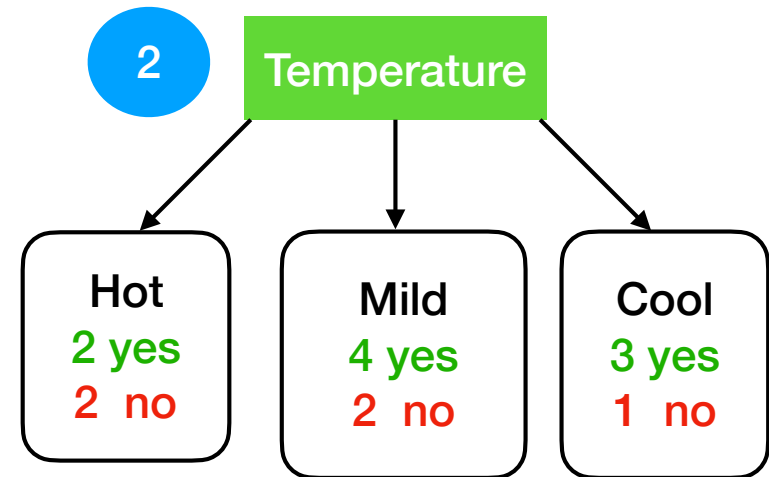 2
Temperature
Hot
2 yes
2 no
Mild
4 yes
2 no
Cool
3 yes
1 no